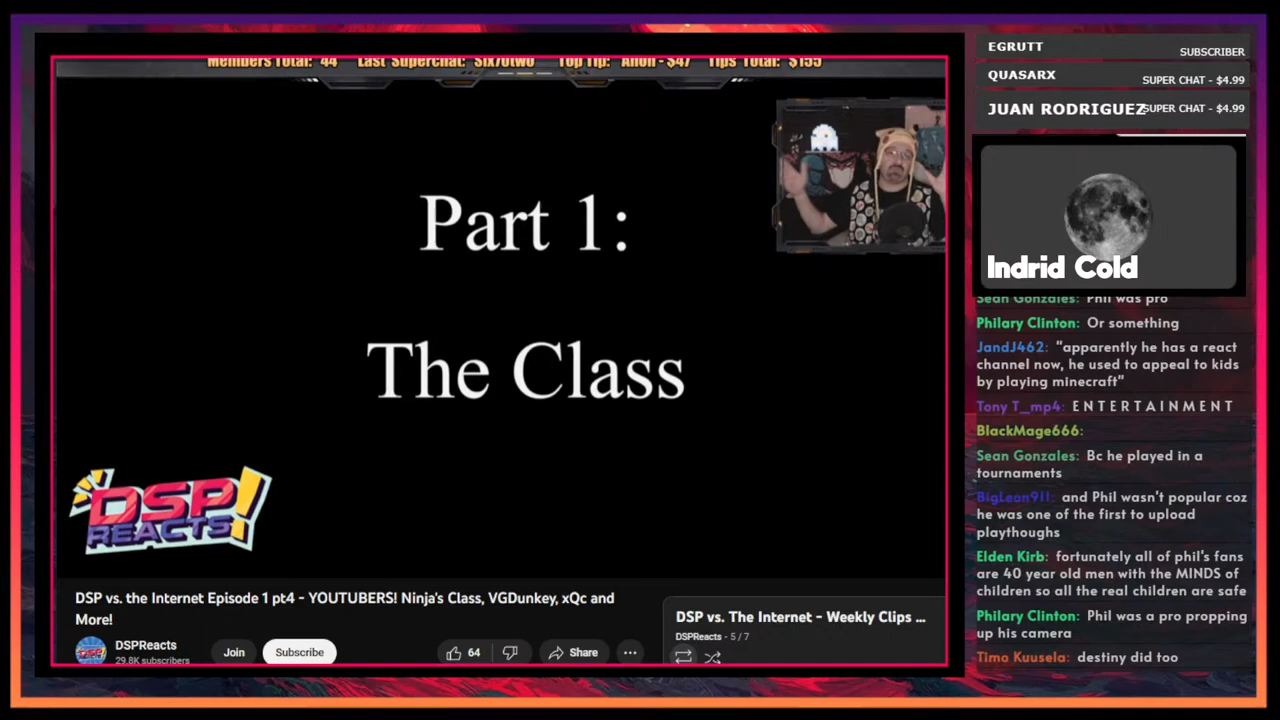 Members Total: 44 Last Superchat: Six7otwo Top Tip: Anon - $47 Tips Total: $155
Part 1:
The Class
DSP!
REACTS
DSP vs. the Internet Episode 1 pt4 - YOUTUBERS! Ninja's Class, VGDunkey, xQc and
More!
DSPReacts
29.8K subscribers
Join
Subscribe
64
Share
DSP vs. The Internet - Weekly Clips ...
DSPReacts - 5 / 7
EGRUTT SUBSCRIBER
QUASARX SUPER CHAT - $4.99
JUAN RODRIGUEZ SUPER CHAT - $4.99
Indrid Cold
Sean Gonzales: Phil was pro
Philary Clinton: Or something
JandJ462: “apparently he has a react
channel now, he used to appeal to kids
by playing minecraft”
Tony T_mp4: E N T E R T A I N M E N T
BlackMage666:
Sean Gonzales: Bc he played in a
tournaments
BigLeon911: and Phil wasn't popular coz
he was one of the first to upload
playthoughs
Elden Kirb: fortunately all of phil's fans
are 40 year old men with the MINDS of
children so all the real children are safe
Philary Clinton: Phil was a pro propping
up his camera
Timo Kuusela: destiny did too